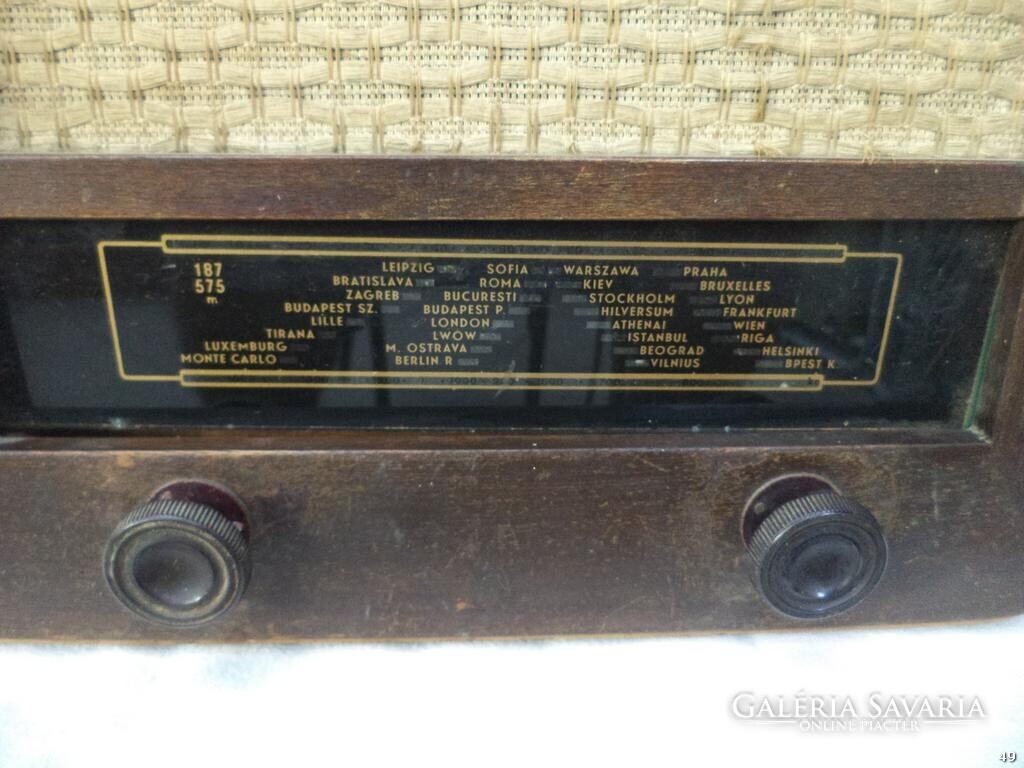 187
575
m.
LEIPZIG SOFIA WARSZAWA PRAHA
BRATISLAVA ROMA KIEV BRUXELLES
ZAGREB BUCURESTI STOCKHOLM LYON
BUDAPEST SZ. BUDAPEST P. HILVERSUM FRANKFURT
LILLE LONDON ATHENAI WIEN
TIRANA LWÓW ISTANBUL RIGA
LUXEMBURG M. OSTRAVA BEOGRAD HELSINKI
MONTE CARLO BERLIN R VILNIUS BPEST K.
GALÉRIA SAVARIA
ONLINE PIACTÉR
49